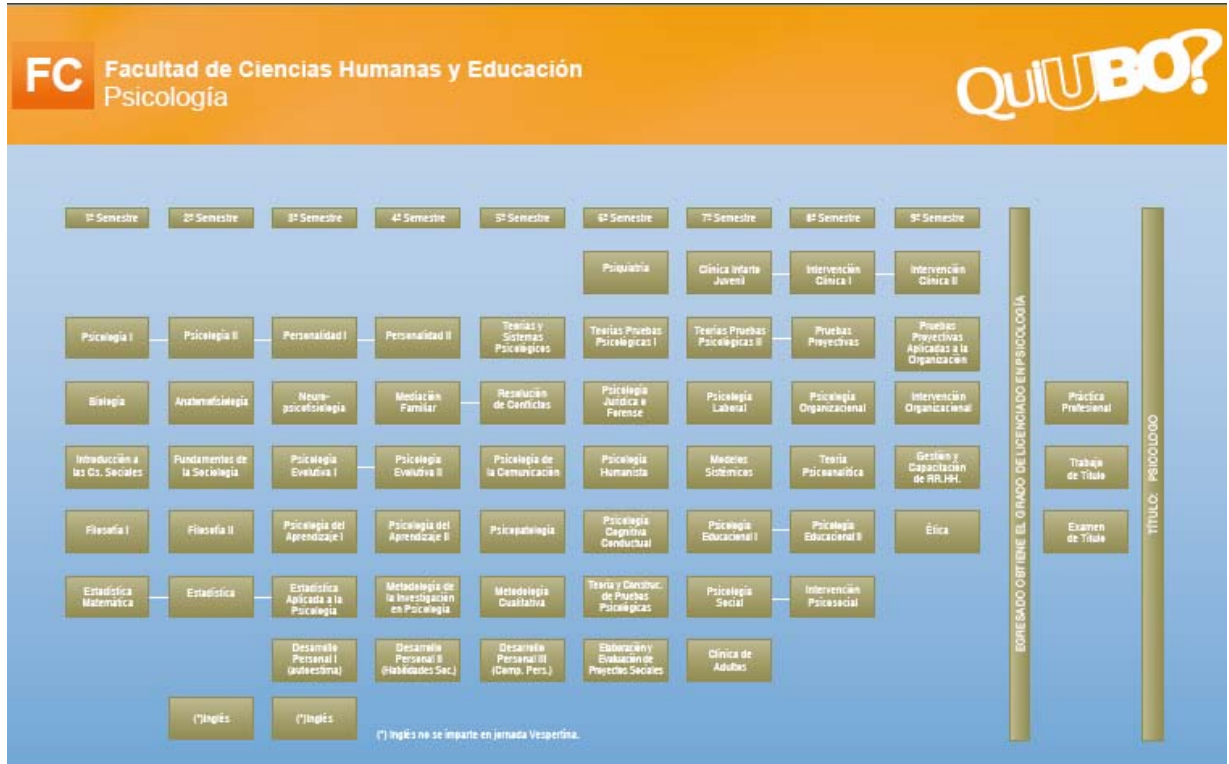 FC
Facultad de Ciencias Humanas y Educación
Psicología
QuiUBO?
1º Semestre
2º Semestre
3º Semestre
4º Semestre
5º Semestre
6º Semestre
7º Semestre
8º Semestre
9º Semestre
Psiquiatría
Clínica Infanto
Juvenil
Intervención
Clínica I
Intervención
Clínica II
Psicología I
Psicología II
Personalidad I
Personalidad II
Teorías y
Sistemas
Psicológicos
Teorías Pruebas
Psicológicas I
Teorías Pruebas
Psicológicas II
Pruebas
Proyectivas
Pruebas
Proyectivas
Aplicadas a la
Organización
Biología
Anatomofisiología
Neuro-
psicofisiología
Mediación
Familiar
Resolución
de Conflictos
Psicología
Jurídica o
Forense
Psicología
Laboral
Psicología
Organizacional
Intervención
Organizacional
Práctica
Profesional
Introducción a
las Cs. Sociales
Fundamentos de
la Sociología
Psicología
Evolutiva I
Psicología
Evolutiva II
Psicología de
la Comunicación
Psicología
Humanista
Modelos
Sistémicos
Teoría
Psicoanalítica
Gestión y
Capacitación
de RR.HH.
Trabajo
de Título
Filosofía I
Filosofía II
Psicología del
Aprendizaje I
Psicología del
Aprendizaje II
Psicopatología
Psicología
Cognitiva
Conductual
Psicología
Educacional I
Psicología
Educacional II
Ética
Examen
de Título
Estadística
Matemática
Estadística
Estadística
Aplicada a la
Psicología
Metodología de
la Investigación
en Psicología
Metodología
Cualitativa
Teoría y Construc.
de Pruebas
Psicológicas
Psicología
Social
Intervención
Psicosocial
Desarrollo
Personal I
(autoestima)
Desarrollo
Personal II
(Habilidades Soc.)
Desarrollo
Personal III
(Comp. Pers.)
Elaboración y
Evaluación de
Proyectos Sociales
Clínica de
Adultos
(*)Inglés
(*)Inglés
(*) Inglés no se imparte en jornada Vespertina.
EGRESADO OBTIENE EL GRADO DE LICENCIADO EN PSICOLOGÍA
TÍTULO: PSICOLOGO